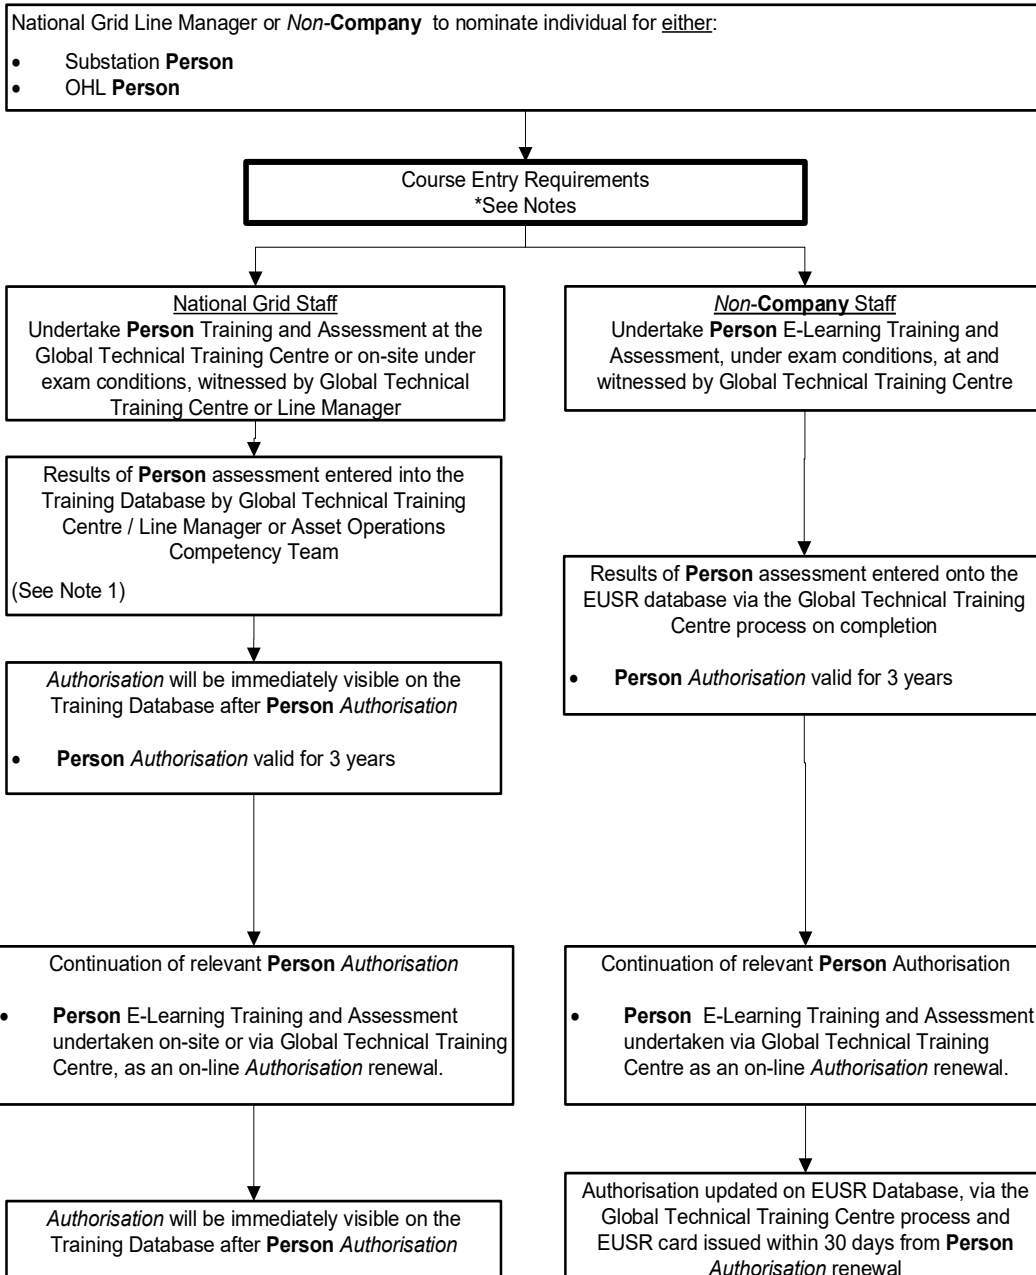 National Grid Line Manager or Non-Company to nominate individual for either:
• Substation Person
• OHL Person
Course Entry Requirements
*See Notes
National Grid Staff
Undertake Person Training and Assessment at the
Global Technical Training Centre or on-site under
exam conditions, witnessed by Global Technical
Training Centre or Line Manager
Non-Company Staff
Undertake Person E-Learning Training and
Assessment, under exam conditions, at and
witnessed by Global Technical Training Centre
Results of Person assessment entered into the
Training Database by Global Technical Training
Centre / Line Manager or Asset Operations
Competency Team
(See Note 1)
Results of Person assessment entered onto the
EUSR database via the Global Technical Training
Centre process on completion
• Person Authorisation valid for 3 years
Authorisation will be immediately visible on the
Training Database after Person Authorisation
• Person Authorisation valid for 3 years
Continuation of relevant Person Authorisation
• Person E-Learning Training and Assessment
undertaken on-site or via Global Technical Training
Centre, as an on-line Authorisation renewal.
Continuation of relevant Person Authorisation
• Person E-Learning Training and Assessment
undertaken via Global Technical Training
Centre as an on-line Authorisation renewal.
Authorisation will be immediately visible on the
Training Database after Person Authorisation
Authorisation updated on EUSR Database, via the
Global Technical Training Centre process and
EUSR card issued within 30 days from Person
Authorisation renewal